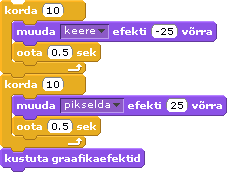 korda 10
muuda keere efekti -25 võrra
oota 0.5 sek
korda 10
muuda pikselda efekti 25 võrra
oota 0.5 sek
kustuta graafikaefektid